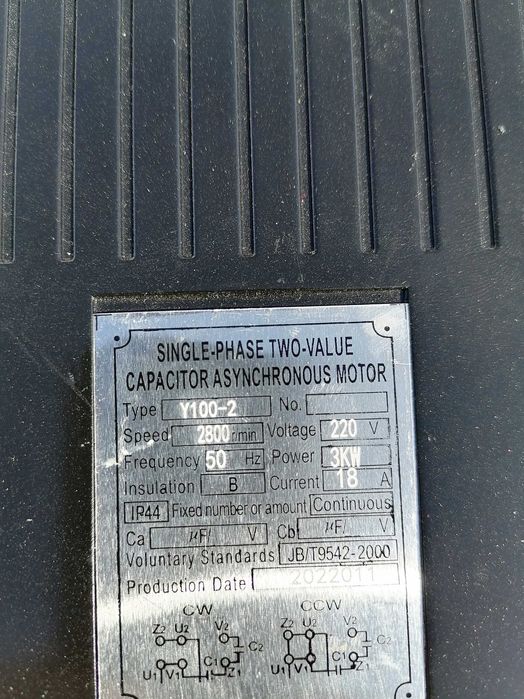 SINGLE-PHASE TWO-VALUE
CAPACITOR ASYNCHRONOUS MOTOR
Type Y100-2 No.
Speed 2800 r/min Voltage 220 V
Frequency 50 Hz Power 3KW
Insulation B Current 18 A
IP44 Fixed number or amount Continuous
Ca μF/ V Cb μF/ V
Voluntary Standards JB/T9542-2000
Production Date 2022011
CW CCW
Z2 U2 V2 Z2 U2 V2
C2 C2
U1 V1 C1 Z1 U1 V1 C1 Z1